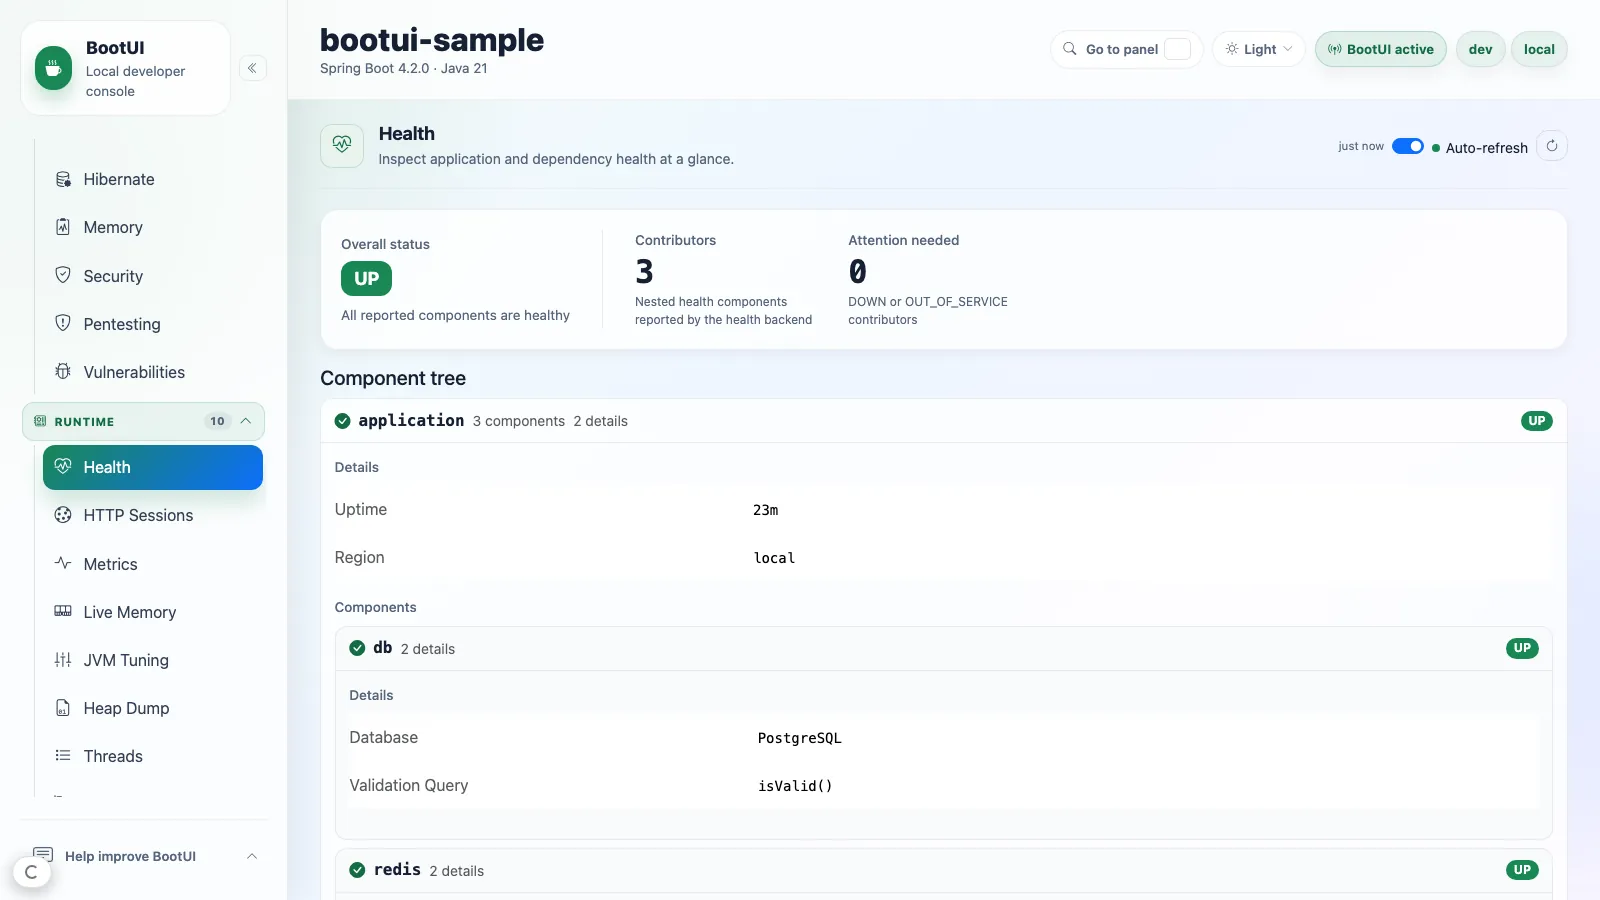 BootUI
Local developer
console
Hibernate
Memory
Security
Pentesting
Vulnerabilities
RUNTIME 10
Health
HTTP Sessions
Metrics
Live Memory
JVM Tuning
Heap Dump
Threads
Help improve BootUI
C
bootui-sample
Spring Boot 4.2.0 · Java 21
Go to panel
Light
BootUI active
dev
local
Health
Inspect application and dependency health at a glance.
just now
Auto-refresh
Overall status
UP
All reported components are healthy
Contributors
3
Nested health components
reported by the health backend
Attention needed
0
DOWN or OUT_OF_SERVICE
contributors
Component tree
application 3 components 2 details UP
Details
Uptime 23m
Region local
Components
db 2 details UP
Details
Database PostgreSQL
Validation Query isValid()
redis 2 details UP